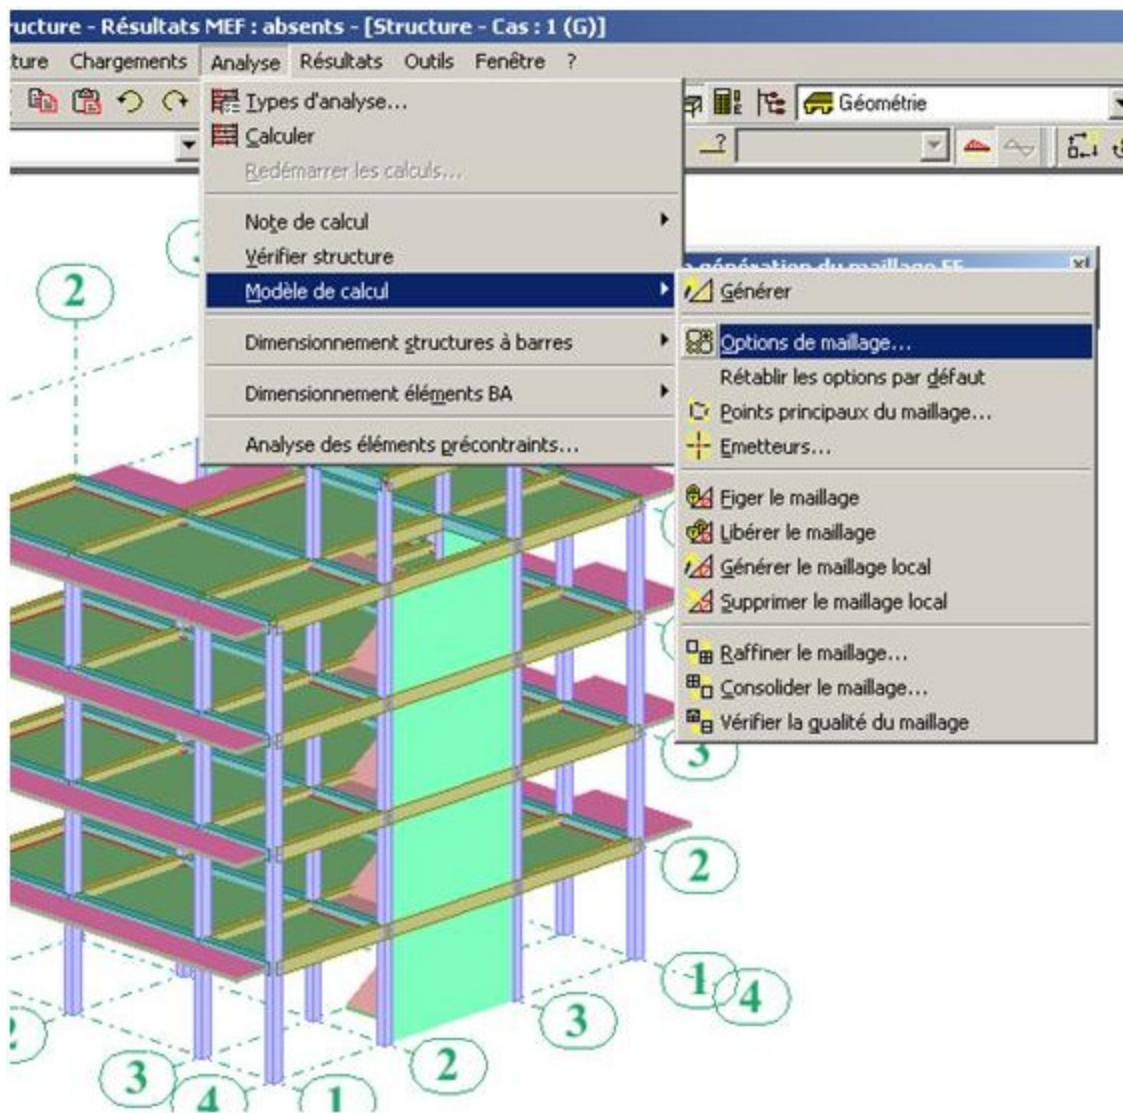 ructure - Résultats MEF : absents - [Structure - Cas : 1 (G)]
ture Chargements Analyse Résultats Outils Fenêtre ?
Types d'analyse...
Calculer
Redémarrer les calculs...
Note de calcul
Vérifier structure
Modèle de calcul
Dimensionnement structures à barres
Dimensionnement éléments BA
Analyse des éléments précontraints...
Géométrie
génération du maillage EF
Générer
Options de maillage...
Rétablir les options par défaut
Points principaux du maillage...
Emetteurs...
Figer le maillage
Libérer le maillage
Générer le maillage local
Supprimer le maillage local
Raffiner le maillage...
Consolider le maillage...
Vérifier la qualité du maillage
2
3
2
1
4
3
2
1
4
3
2